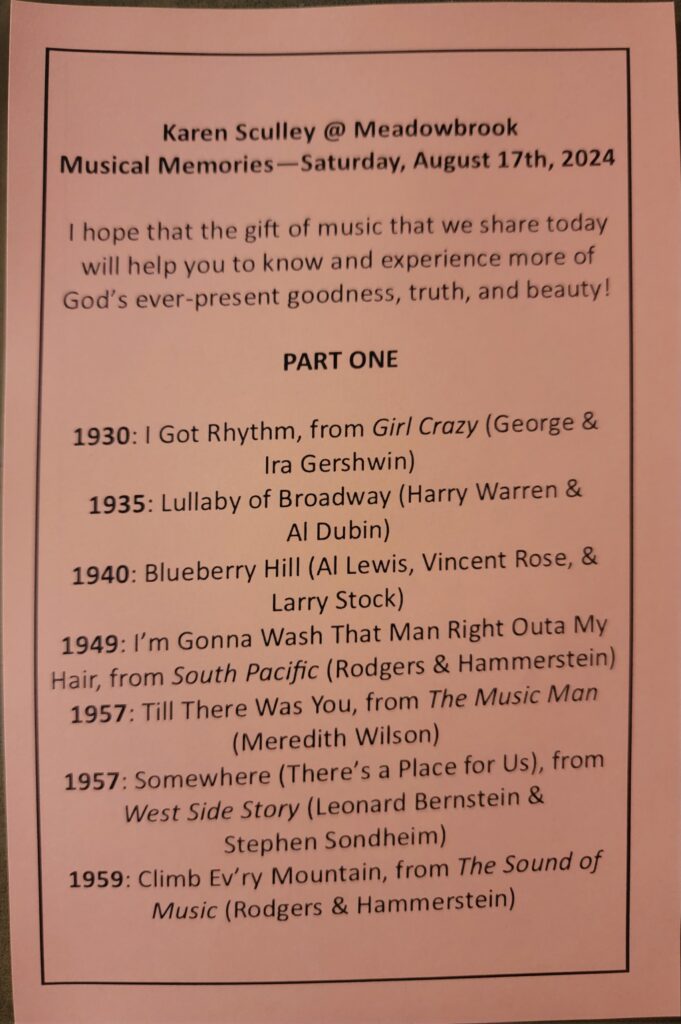 Karen Sculley @ Meadowbrook
Musical Memories—Saturday, August 17th, 2024
I hope that the gift of music that we share today
will help you to know and experience more of
God's ever-present goodness, truth, and beauty!
PART ONE
1930: I Got Rhythm, from Girl Crazy (George &
Ira Gershwin)
1935: Lullaby of Broadway (Harry Warren &
Al Dubin)
1940: Blueberry Hill (Al Lewis, Vincent Rose, &
Larry Stock)
1949: I'm Gonna Wash That Man Right Outa My
Hair, from South Pacific (Rodgers & Hammerstein)
1957: Till There Was You, from The Music Man
(Meredith Wilson)
1957: Somewhere (There's a Place for Us), from
West Side Story (Leonard Bernstein &
Stephen Sondheim)
1959: Climb Ev'ry Mountain, from The Sound of
Music (Rodgers & Hammerstein)